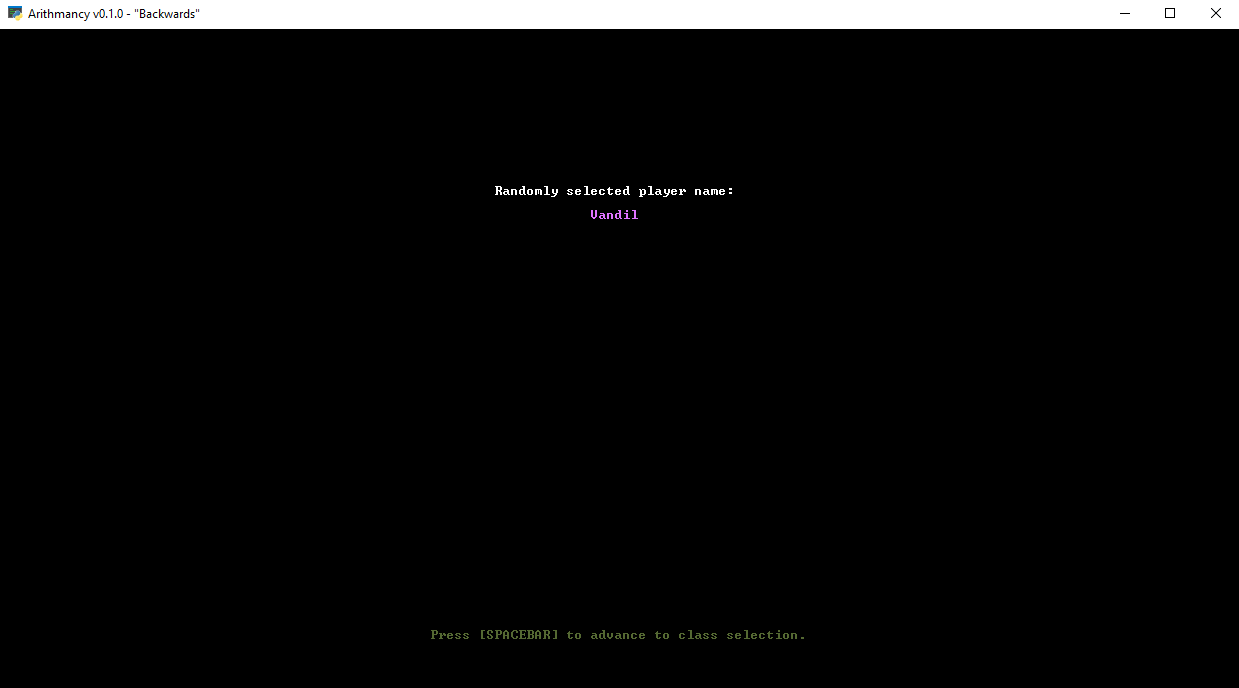 Arithmancy v0.1.0 - "Backwards"
Randomly selected player name:
Vandil
Press [SPACEBAR] to advance to class selection.